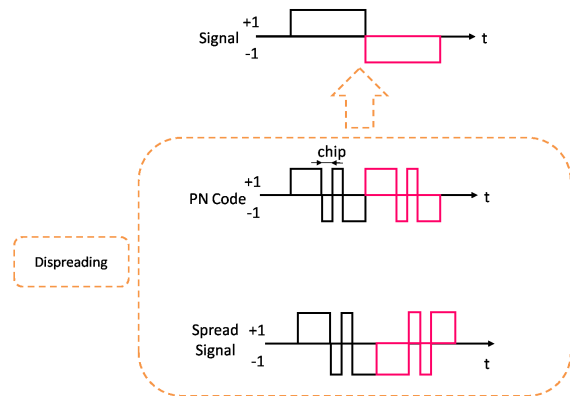 +1
Signal
-1
t
chip
+1
PN Code
-1
t
Dispreading
Spread
Signal
+1
-1
t